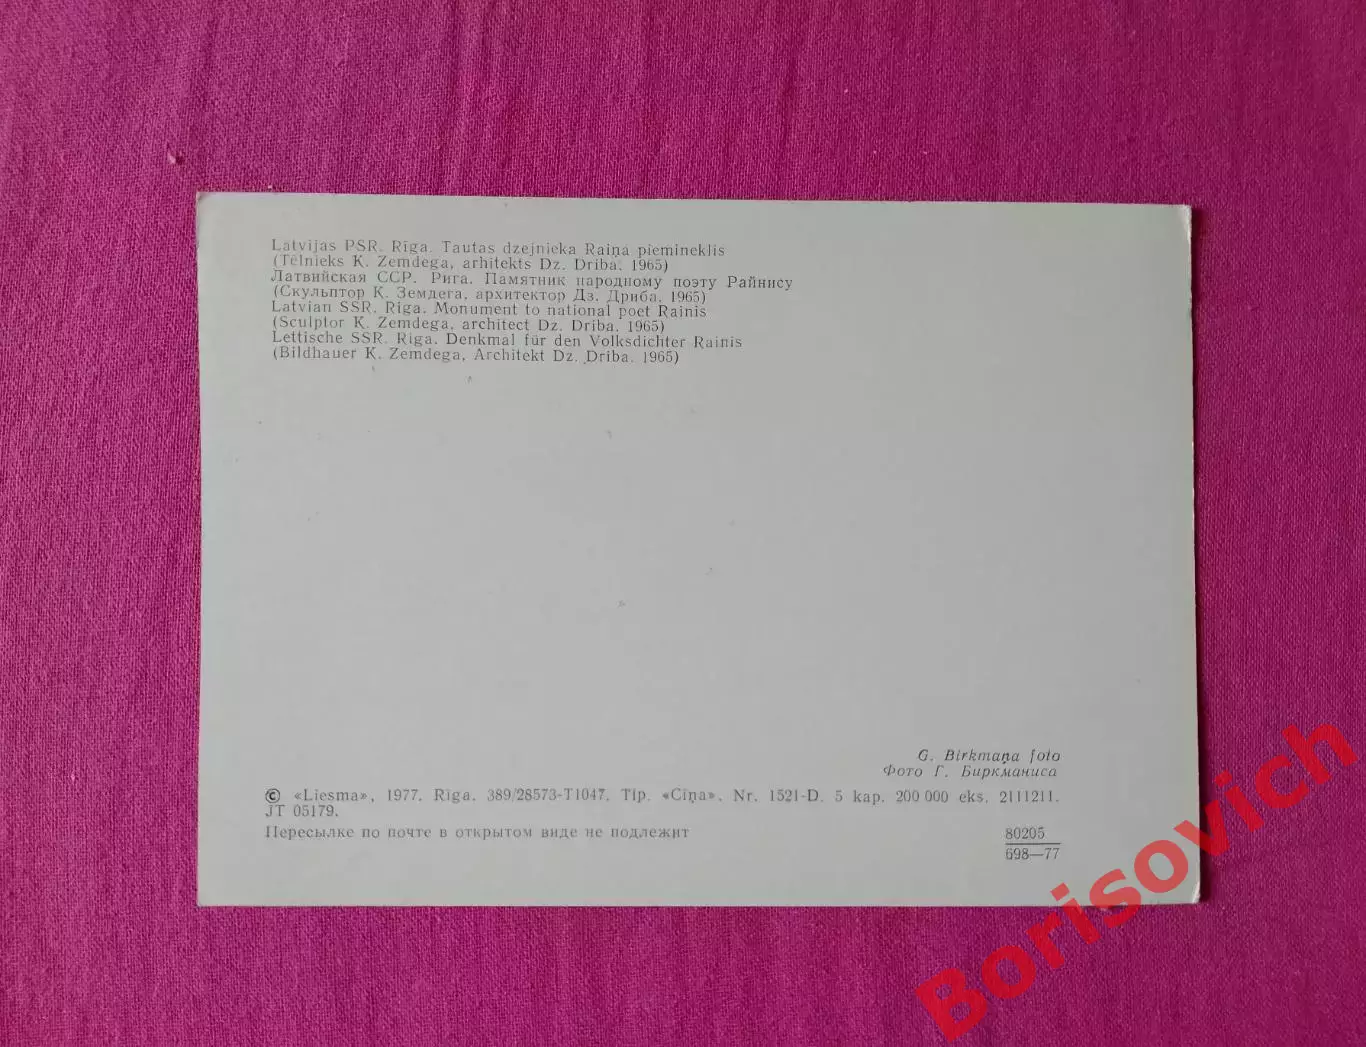 Latvijas PSR. Rīga. Tautas dzejnieka Raiņa piemineklis
(Tēlnieks K. Zemdega, arhitekts Dz. Driba. 1965)
Латвийская ССР. Рига. Памятник народному поэту Райнису
(Скульптор К. Земдега, архитектор Дз. Дриба. 1965)
Latvian SSR. Rīga. Monument to national poet Rainis
(Sculptor K. Zemdega, architect Dz. Driba. 1965)
Lettische SSR. Rīga. Denkmal für den Volksdichter Rainis
(Bildhauer K. Zemdega, Architekt Dz. Driba. 1965)
G. Birkmaņa foto
Фото Г. Биркманиса
© «Liesma», 1977. Rīga. 389/28573-T1047. Tip. «Cīņa». Nr. 1521-D. 5 kap. 200 000 eks. 2111211.
JT 05179.
Пересылке по почте в открытом виде не подлежит
80205
698—77
Borisovich